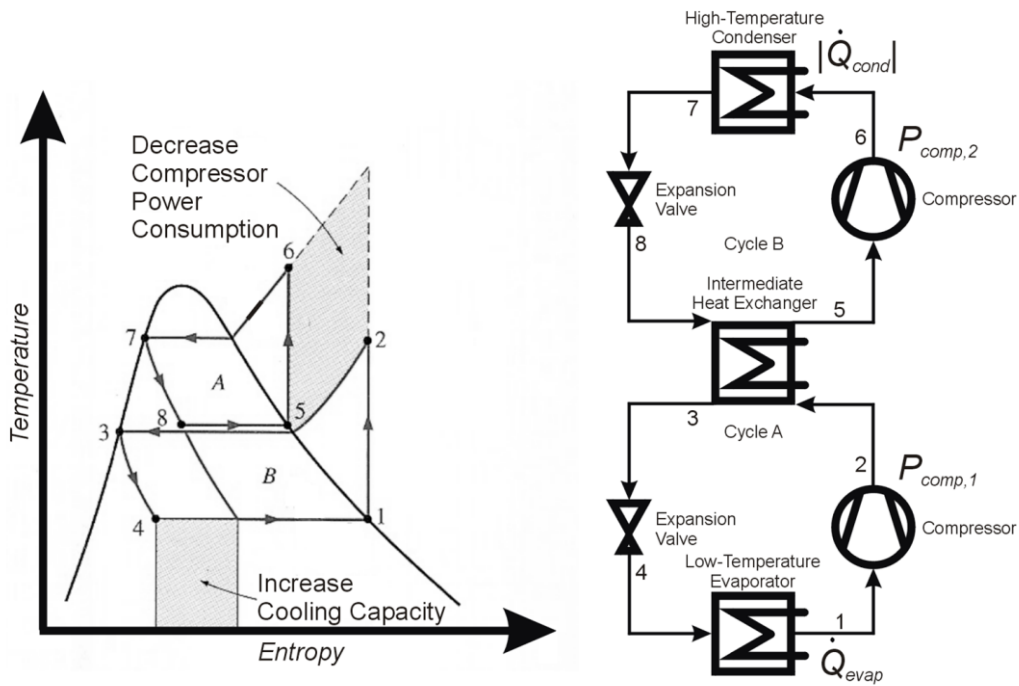 Temperature
Entropy
Decrease
Compressor
Power
Consumption
6
7
2
A
8
5
3
B
4
1
Increase
Cooling Capacity
High-Temperature
Condenser
|Q̇cond|
7
6
Pcomp,2
Expansion
Valve
Compressor
8
Cycle B
Intermediate
Heat Exchanger
5
3
Cycle A
2
Pcomp,1
Expansion
Valve
Compressor
4
Low-Temperature
Evaporator
1
Q̇evap